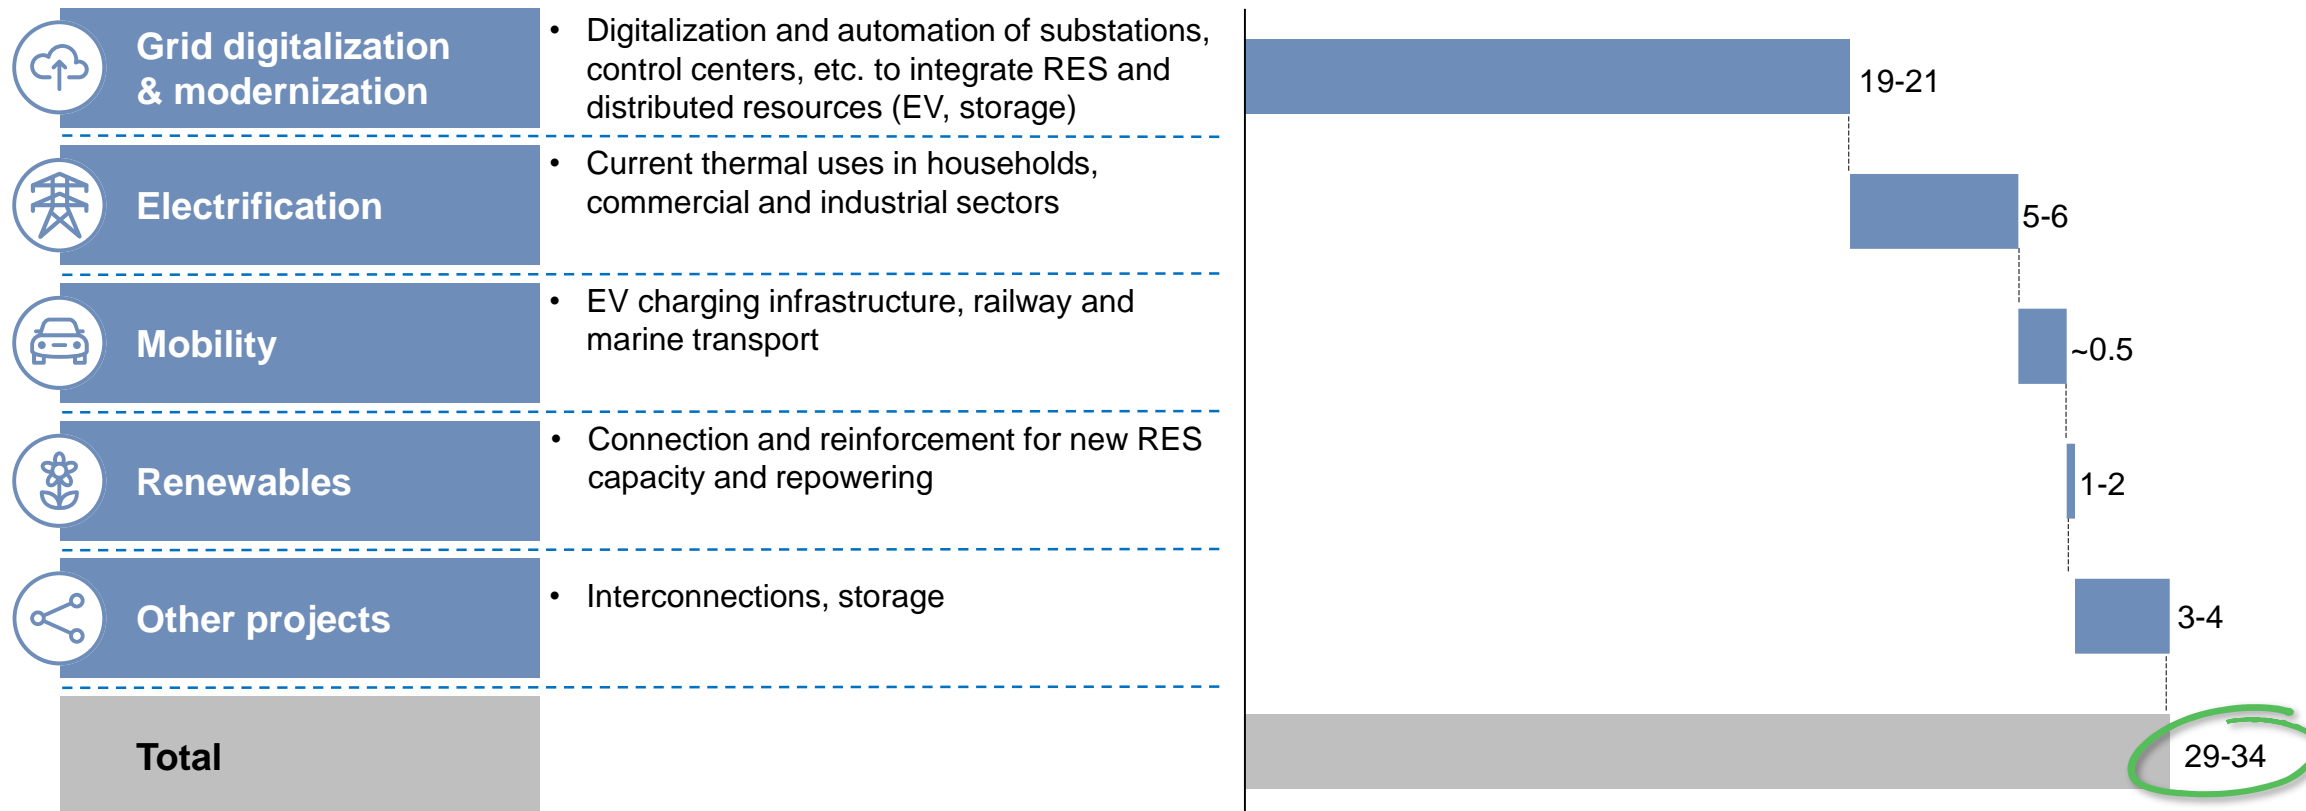 Grid digitalization
& modernization
• Digitalization and automation of substations,
control centers, etc. to integrate RES and
distributed resources (EV, storage)
19-21
Electrification
• Current thermal uses in households,
commercial and industrial sectors
5-6
Mobility
• EV charging infrastructure, railway and
marine transport
~0.5
Renewables
• Connection and reinforcement for new RES
capacity and repowering
1-2
Other projects
• Interconnections, storage
3-4
Total
29-34